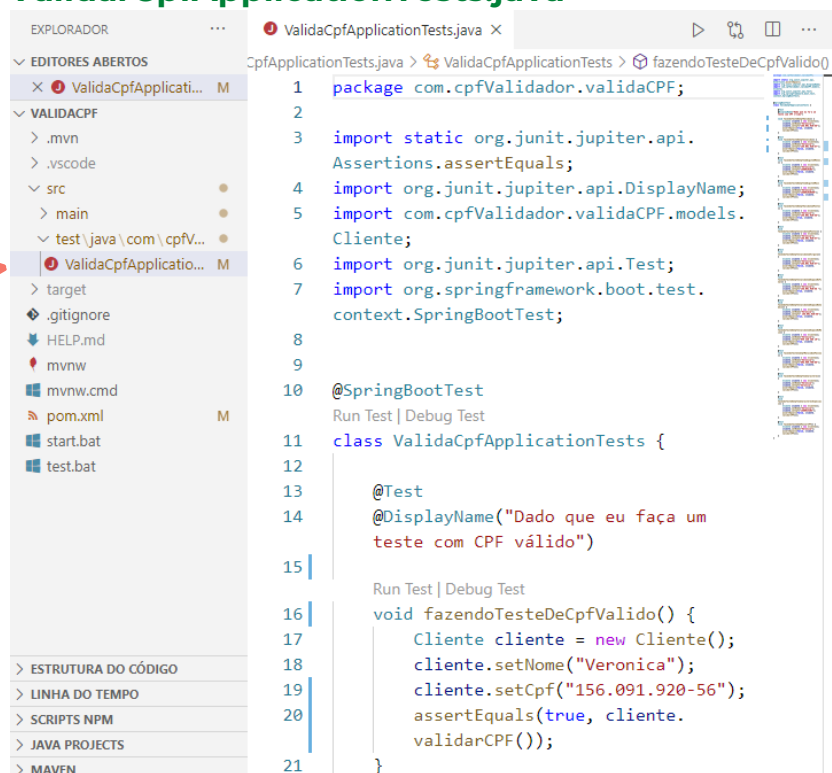 ValidaCpfApplicationTests.java
EXPLORADOR ...
EDITORES ABERTOS
ValidaCpfApplicati... M
VALIDACPF
.mvn
.vscode
src
main
test\java\com\cpfV...
ValidaCpfApplicatio... M
target
.gitignore
HELP.md
mvnw
mvnw.cmd
pom.xml M
start.bat
test.bat
ESTRUTURA DO CÓDIGO
LINHA DO TEMPO
SCRIPTS NPM
JAVA PROJECTS
MAVEN
ValidaCpfApplicationTests.java
CpfApplicationTests.java > ValidaCpfApplicationTests > fazendoTesteDeCpfValido()
1 package com.cpfValidador.validaCPF;
2
3 import static org.junit.jupiter.api.
Assertions.assertEquals;
4 import org.junit.jupiter.api.DisplayName;
5 import com.cpfValidador.validaCPF.models.
Cliente;
6 import org.junit.jupiter.api.Test;
7 import org.springframework.boot.test.
context.SpringBootTest;
8
9
10 @SpringBootTest
Run Test | Debug Test
11 class ValidaCpfApplicationTests {
12
13 @Test
14 @DisplayName("Dado que eu faça um
teste com CPF válido")
15
Run Test | Debug Test
16 void fazendoTesteDeCpfValido() {
17 Cliente cliente = new Cliente();
18 cliente.setNome("Veronica");
19 cliente.setCpf("156.091.920-56");
20 assertEquals(true, cliente.
validarCPF());
21 }